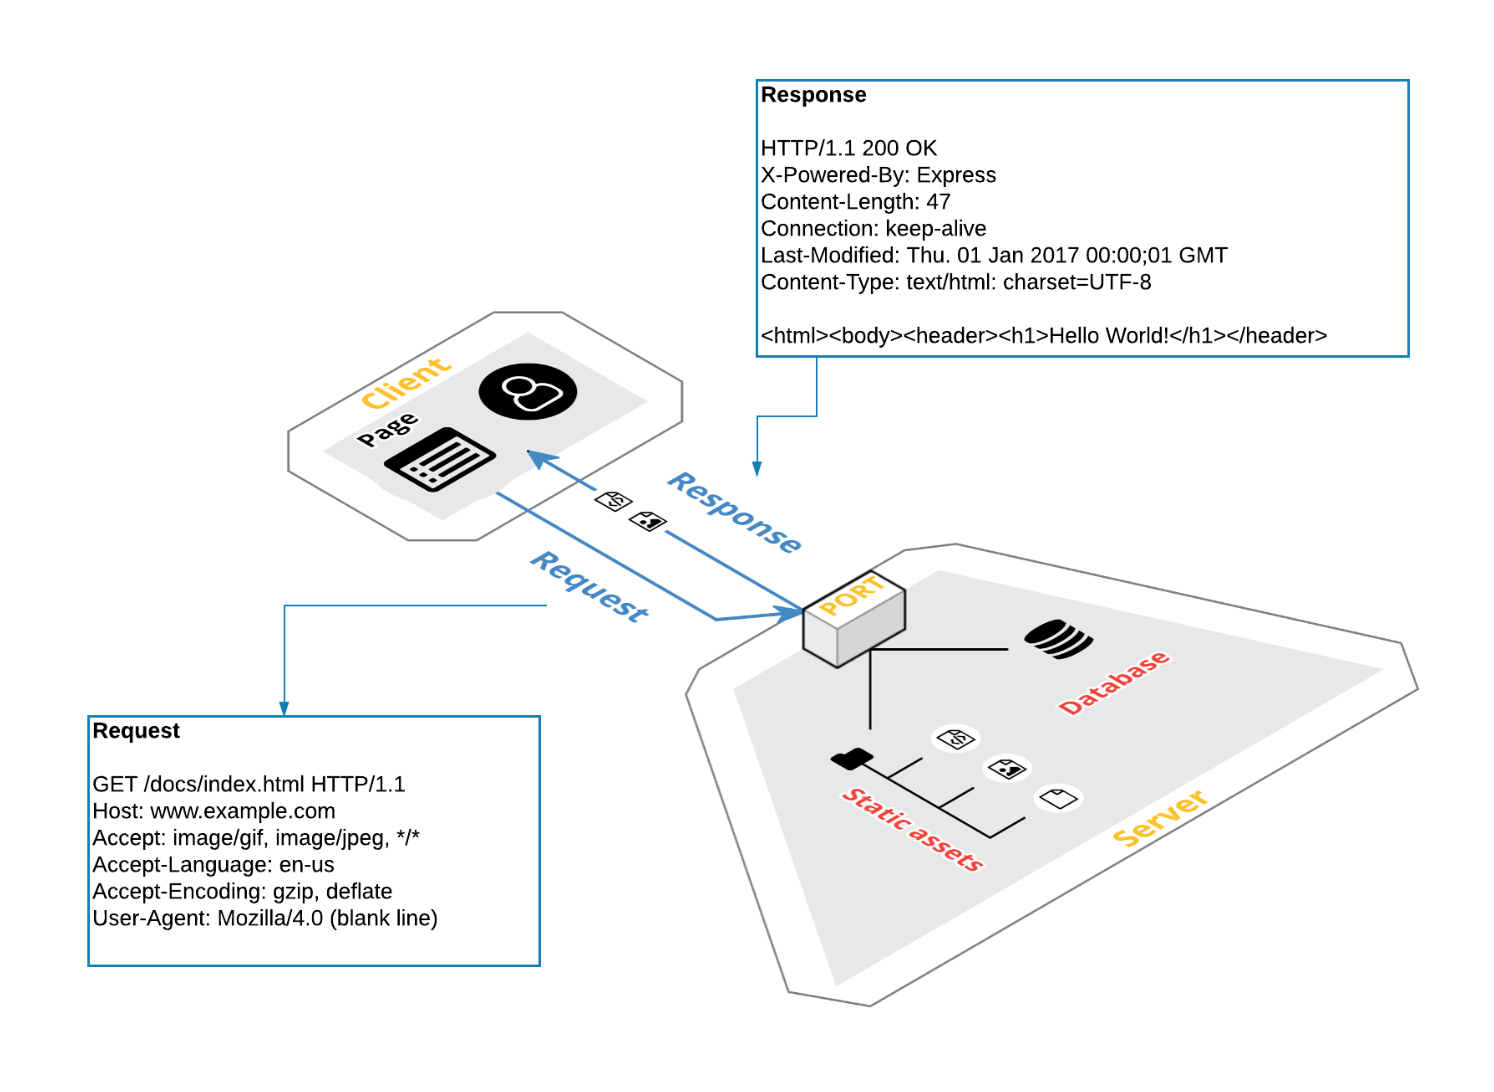 Response
HTTP/1.1 200 OK
X-Powered-By: Express
Content-Length: 47
Connection: keep-alive
Last-Modified: Thu. 01 Jan 2017 00:00;01 GMT
Content-Type: text/html: charset=UTF-8
<html><body><header><h1>Hello World!</h1></header>
Client
Page
Response
Request
PORT
Database
Static assets
Server
Request
GET /docs/index.html HTTP/1.1
Host: www.example.com
Accept: image/gif, image/jpeg, */*
Accept-Language: en-us
Accept-Encoding: gzip, deflate
User-Agent: Mozilla/4.0 (blank line)